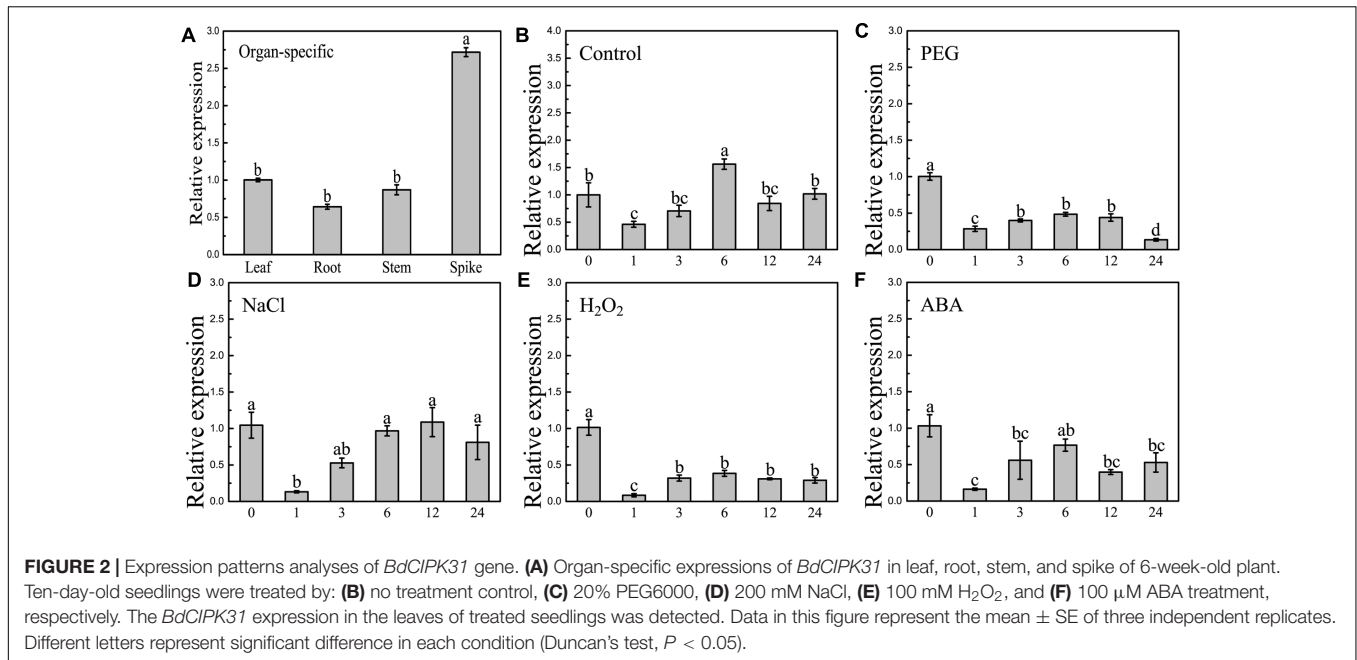 A
Organ-specific
Relative expression
3.0
2.5
2.0
1.5
1.0
0.5
0.0
b
b
b
a
Leaf Root Stem Spike
B
Control
Relative expression
4.0
3.5
3.0
2.5
2.0
1.5
1.0
0.5
0.0
b
c
bc
a
bc
b
0 1 3 6 12 24
C
PEG
Relative expression
3.0
2.5
2.0
1.5
1.0
0.5
0.0
a
c
b
b
b
d
0 1 3 6 12 24
D
NaCl
Relative expression
3.0
2.5
2.0
1.5
1.0
0.5
0.0
a
b
ab
a
a
a
0 1 3 6 12 24
E
H₂O₂
Relative expression
3.0
2.5
2.0
1.5
1.0
0.5
0.0
a
c
b
b
b
b
0 1 3 6 12 24
F
ABA
Relative expression
3.0
2.5
2.0
1.5
1.0
0.5
0.0
a
c
bc
ab
bc
bc
0 1 3 6 12 24
FIGURE 2 | Expression patterns analyses of BdCIPK31 gene. (A) Organ-specific expressions of BdCIPK31 in leaf, root, stem, and spike of 6-week-old plant.
Ten-day-old seedlings were treated by: (B) no treatment control, (C) 20% PEG6000, (D) 200 mM NaCl, (E) 100 mM H₂O₂, and (F) 100 μM ABA treatment,
respectively. The BdCIPK31 expression in the leaves of treated seedlings was detected. Data in this figure represent the mean ± SE of three independent replicates.
Different letters represent significant difference in each condition (Duncan's test, P < 0.05).